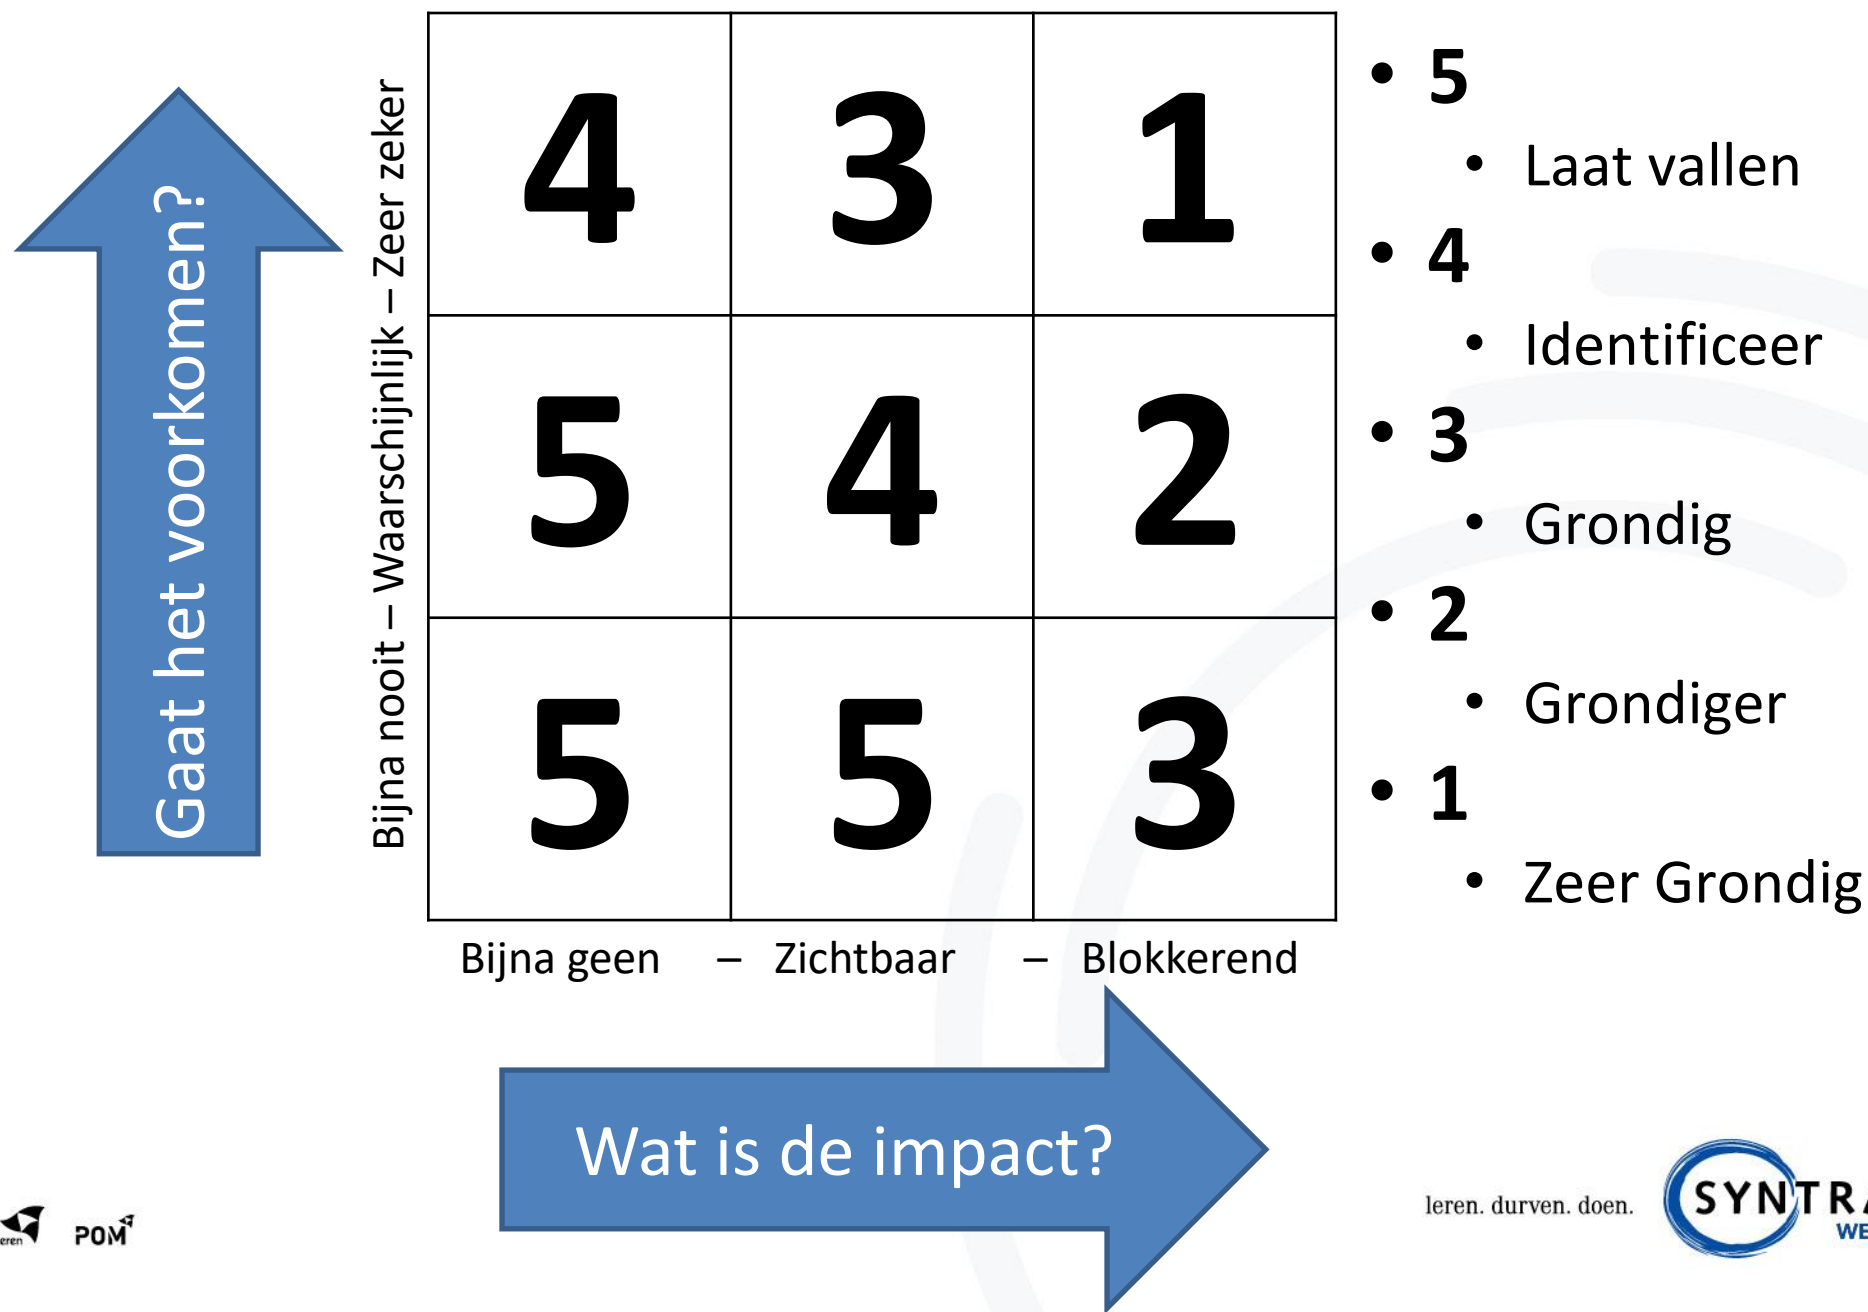 Gaat het voorkomen?
Bijna nooit – Waarschijnlijk – Zeer zeker
4 3 1
5 4 2
5 5 3
Bijna geen – Zichtbaar – Blokkerend
Wat is de impact?
• 5
• Laat vallen
• 4
• Identificeer
• 3
• Grondig
• 2
• Grondiger
• 1
• Zeer Grondig
eren
POM
leren. durven. doen.
SYNTRA
WE